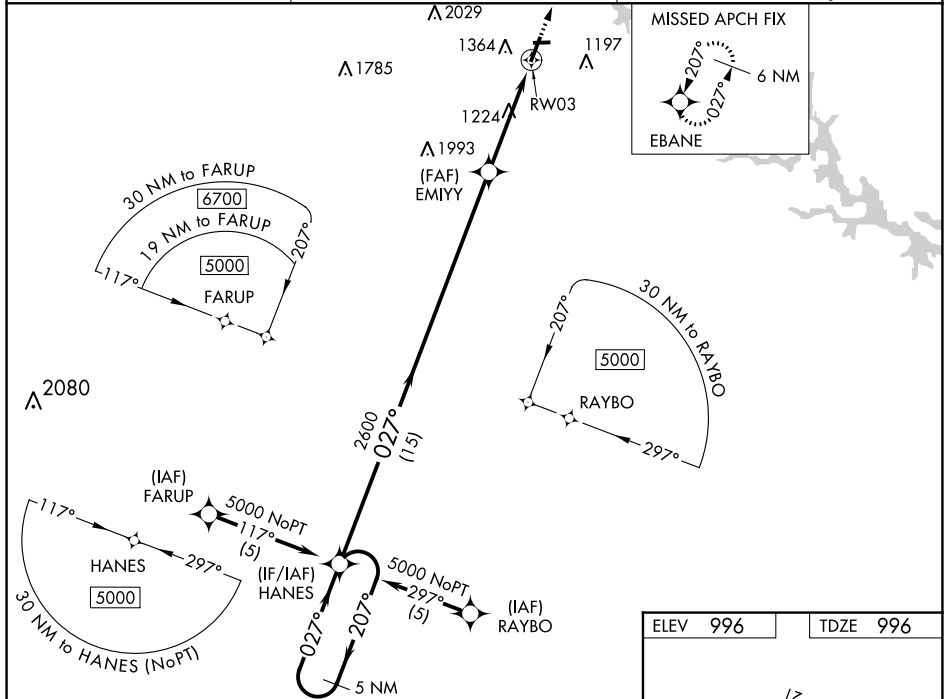 2029
1364
1197
1785
RW03
1224
1993
(FAF)
EMIYY
MISSED APCH FIX
207°
027°
6 NM
EBANE
30 NM to FARUP
6700
19 NM to FARUP
207°
5000
117°
FARUP
30 NM to RAYBO
207°
5000
RAYBO
297°
2080
2600
027°
(15)
(IAF)
FARUP
5000 NoPT
117°
(5)
117°
HANES
297°
5000
30 NM to HANES (NoPT)
(IF/IAF)
HANES
5000 NoPT
297°
(5)
(IAF)
RAYBO
027°
207°
5 NM
ELEV 996
TDZE 996